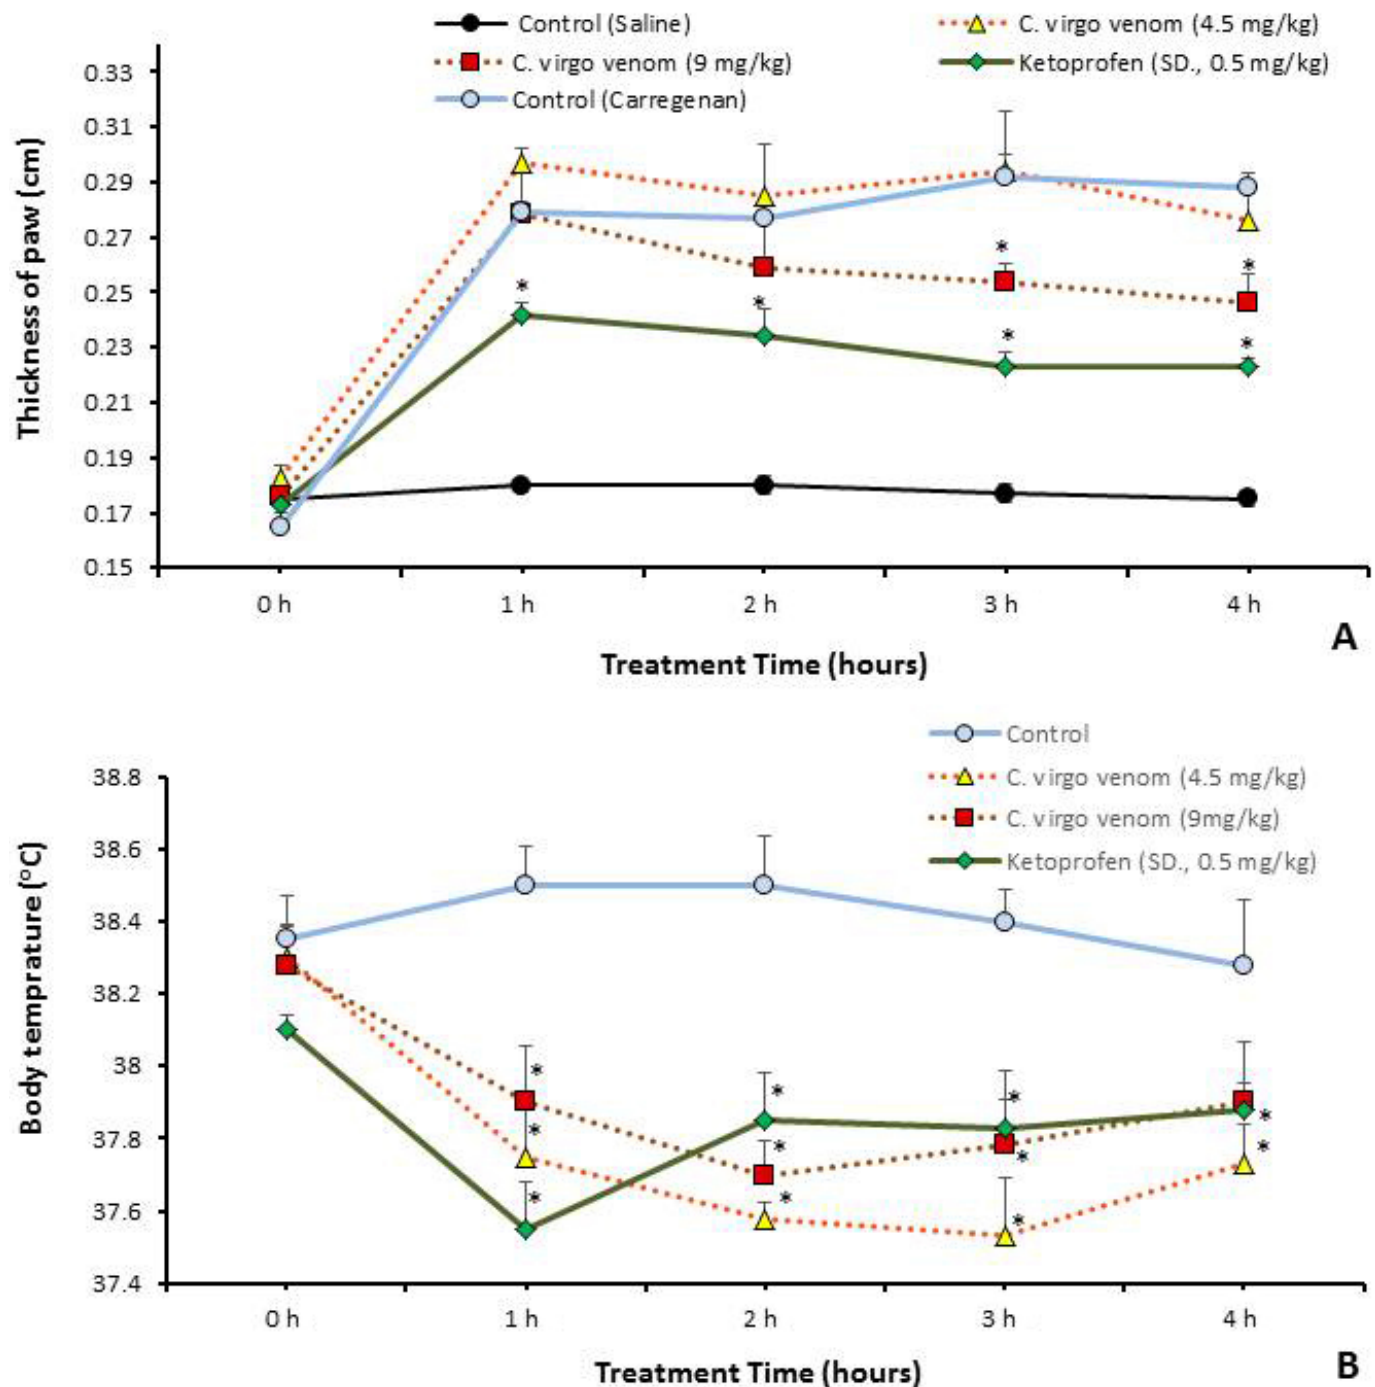 Control (Saline)
C. virgo venom (4.5 mg/kg)
C. virgo venom (9 mg/kg)
Ketoprofen (SD., 0.5 mg/kg)
Control (Carregenan)
Thickness of paw (cm)
0.33
0.31
0.29
0.27
0.25
0.23
0.21
0.19
0.17
0.15
*
*
*
*
*
*
0 h
1 h
2 h
3 h
4 h
Treatment Time (hours)
A
Control
C. virgo venom (4.5 mg/kg)
C. virgo venom (9mg/kg)
Ketoprofen (SD., 0.5 mg/kg)
Body temprature (°C)
38.8
38.6
38.4
38.2
38
37.8
37.6
37.4
*
*
*
*
*
*
*
*
*
*
*
0 h
1 h
2 h
3 h
4 h
Treatment Time (hours)
B